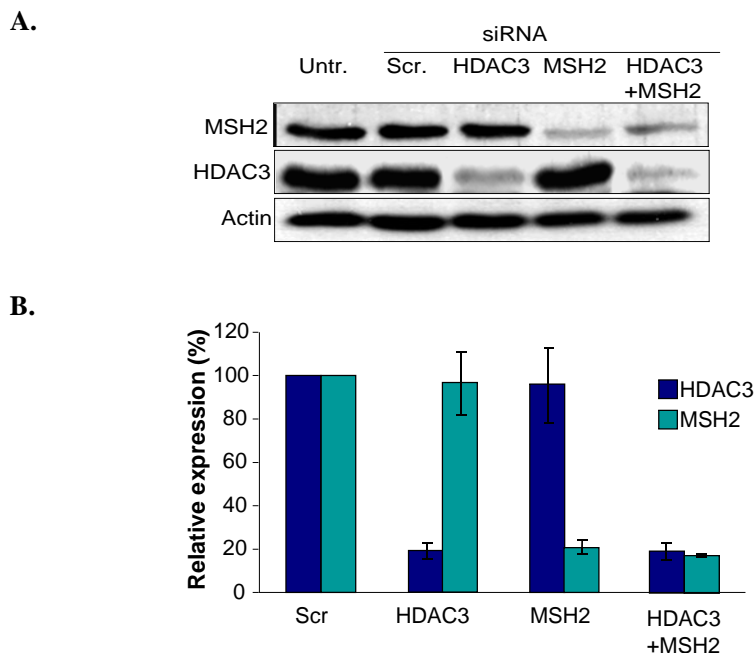 A.
siRNA
Untr. Scr. HDAC3 MSH2 HDAC3
+MSH2
MSH2
HDAC3
Actin
B.
Relative expression (%)
120
100
80
60
40
20
0
HDAC3
MSH2
Scr HDAC3 MSH2 HDAC3
+MSH2